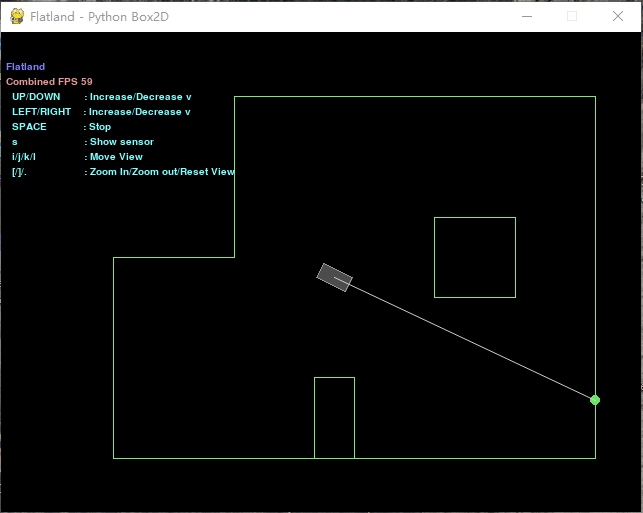 Flatland - Python Box2D
Flatland
Combined FPS 59
UP/DOWN : Increase/Decrease v
LEFT/RIGHT : Increase/Decrease v
SPACE : Stop
s : Show sensor
i/j/k/l : Move View
[/]/. : Zoom In/Zoom out/Reset View